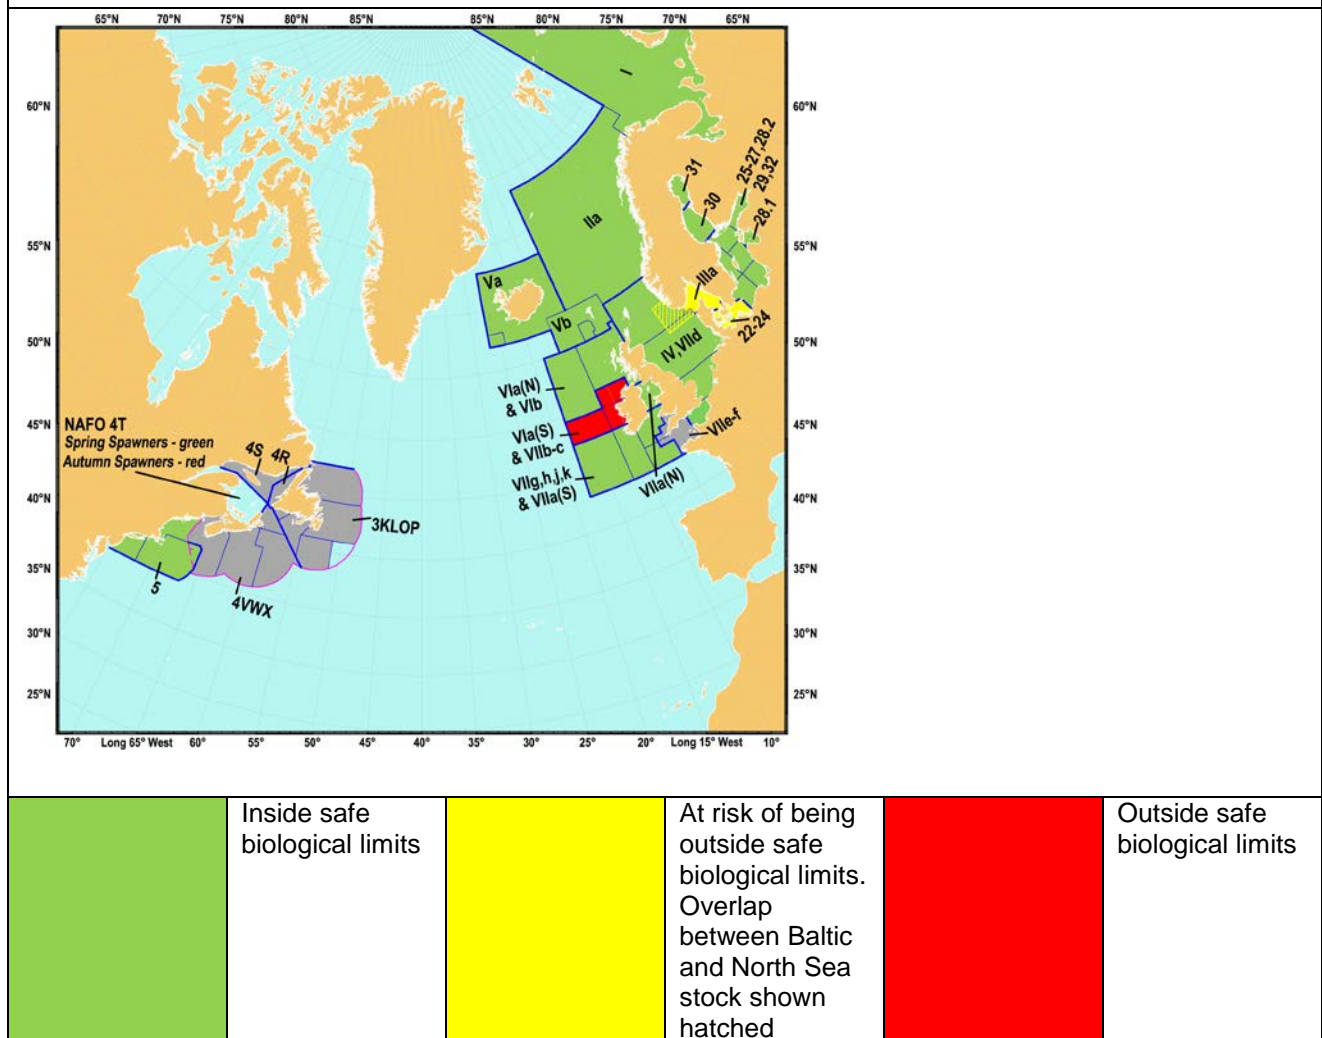 65°N 70°N 75°N 80°N 85°N 85°N 80°N 75°N 70°N 65°N
60°N 60°N
I
31
30
25-27,28.2
29,32
28.1
IIa
55°N 55°N
Va
IIIa
Vb
22-24
50°N 50°N
IV,VIId
VIa(N)
& VIb
45°N 45°N
NAFO 4T
Spring Spawners - green
Autumn Spawners - red
4S 4R
VIa(S)
& VIIb-c
VIIe-f
VIIg,h,j,k
& VIIa(S)
VIIa(N)
40°N 40°N
3KLOP
35°N 35°N
5
4VWX
30°N 30°N
25°N 25°N
70° Long 65° West 60° 55° 50° 45° 40° 35° 30° 25° 20° Long 15° West 10°
Inside safe
biological limits
At risk of being
outside safe
biological limits.
Overlap
between Baltic
and North Sea
stock shown
hatched
Outside safe
biological limits